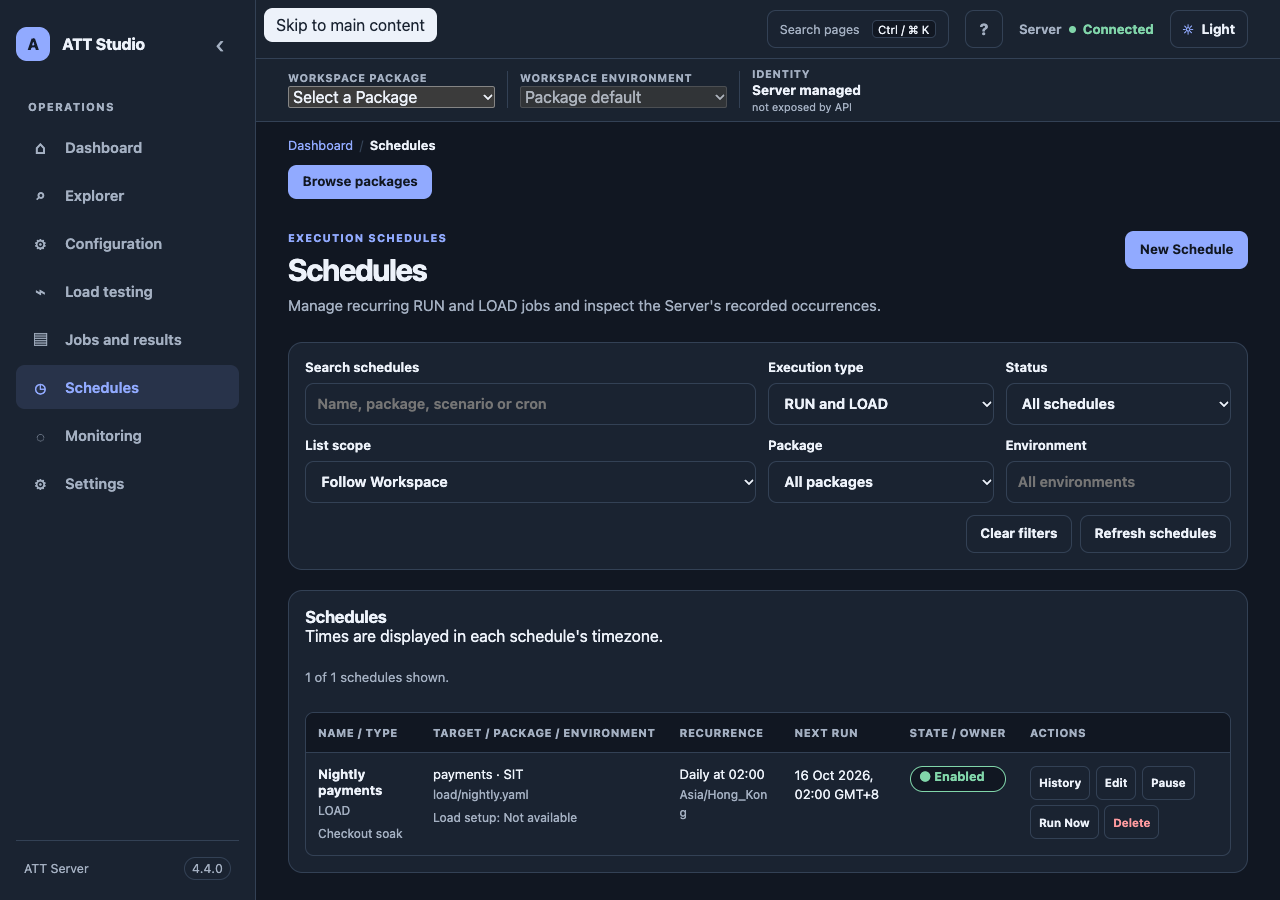 A ATT Studio
Skip to main content
Search pages Ctrl / ⌘ K
?
Server Connected
Light
OPERATIONS
Dashboard
Explorer
Configuration
Load testing
Jobs and results
Schedules
Monitoring
Settings
ATT Server 4.4.0
WORKSPACE PACKAGE
Select a Package
WORKSPACE ENVIRONMENT
Package default
IDENTITY
Server managed
not exposed by API
Dashboard / Schedules
Browse packages
EXECUTION SCHEDULES
Schedules
Manage recurring RUN and LOAD jobs and inspect the Server's recorded occurrences.
New Schedule
Search schedules
Name, package, scenario or cron
Execution type
RUN and LOAD
Status
All schedules
List scope
Follow Workspace
Package
All packages
Environment
All environments
Clear filters
Refresh schedules
Schedules
Times are displayed in each schedule's timezone.
1 of 1 schedules shown.
NAME / TYPE TARGET / PACKAGE / ENVIRONMENT RECURRENCE NEXT RUN STATE / OWNER ACTIONS
Nightly
payments
LOAD
Checkout soak
payments · SIT
load/nightly.yaml
Load setup: Not available
Daily at 02:00
Asia/Hong_Kon
g
16 Oct 2026,
02:00 GMT+8
Enabled
History Edit Pause
Run Now Delete